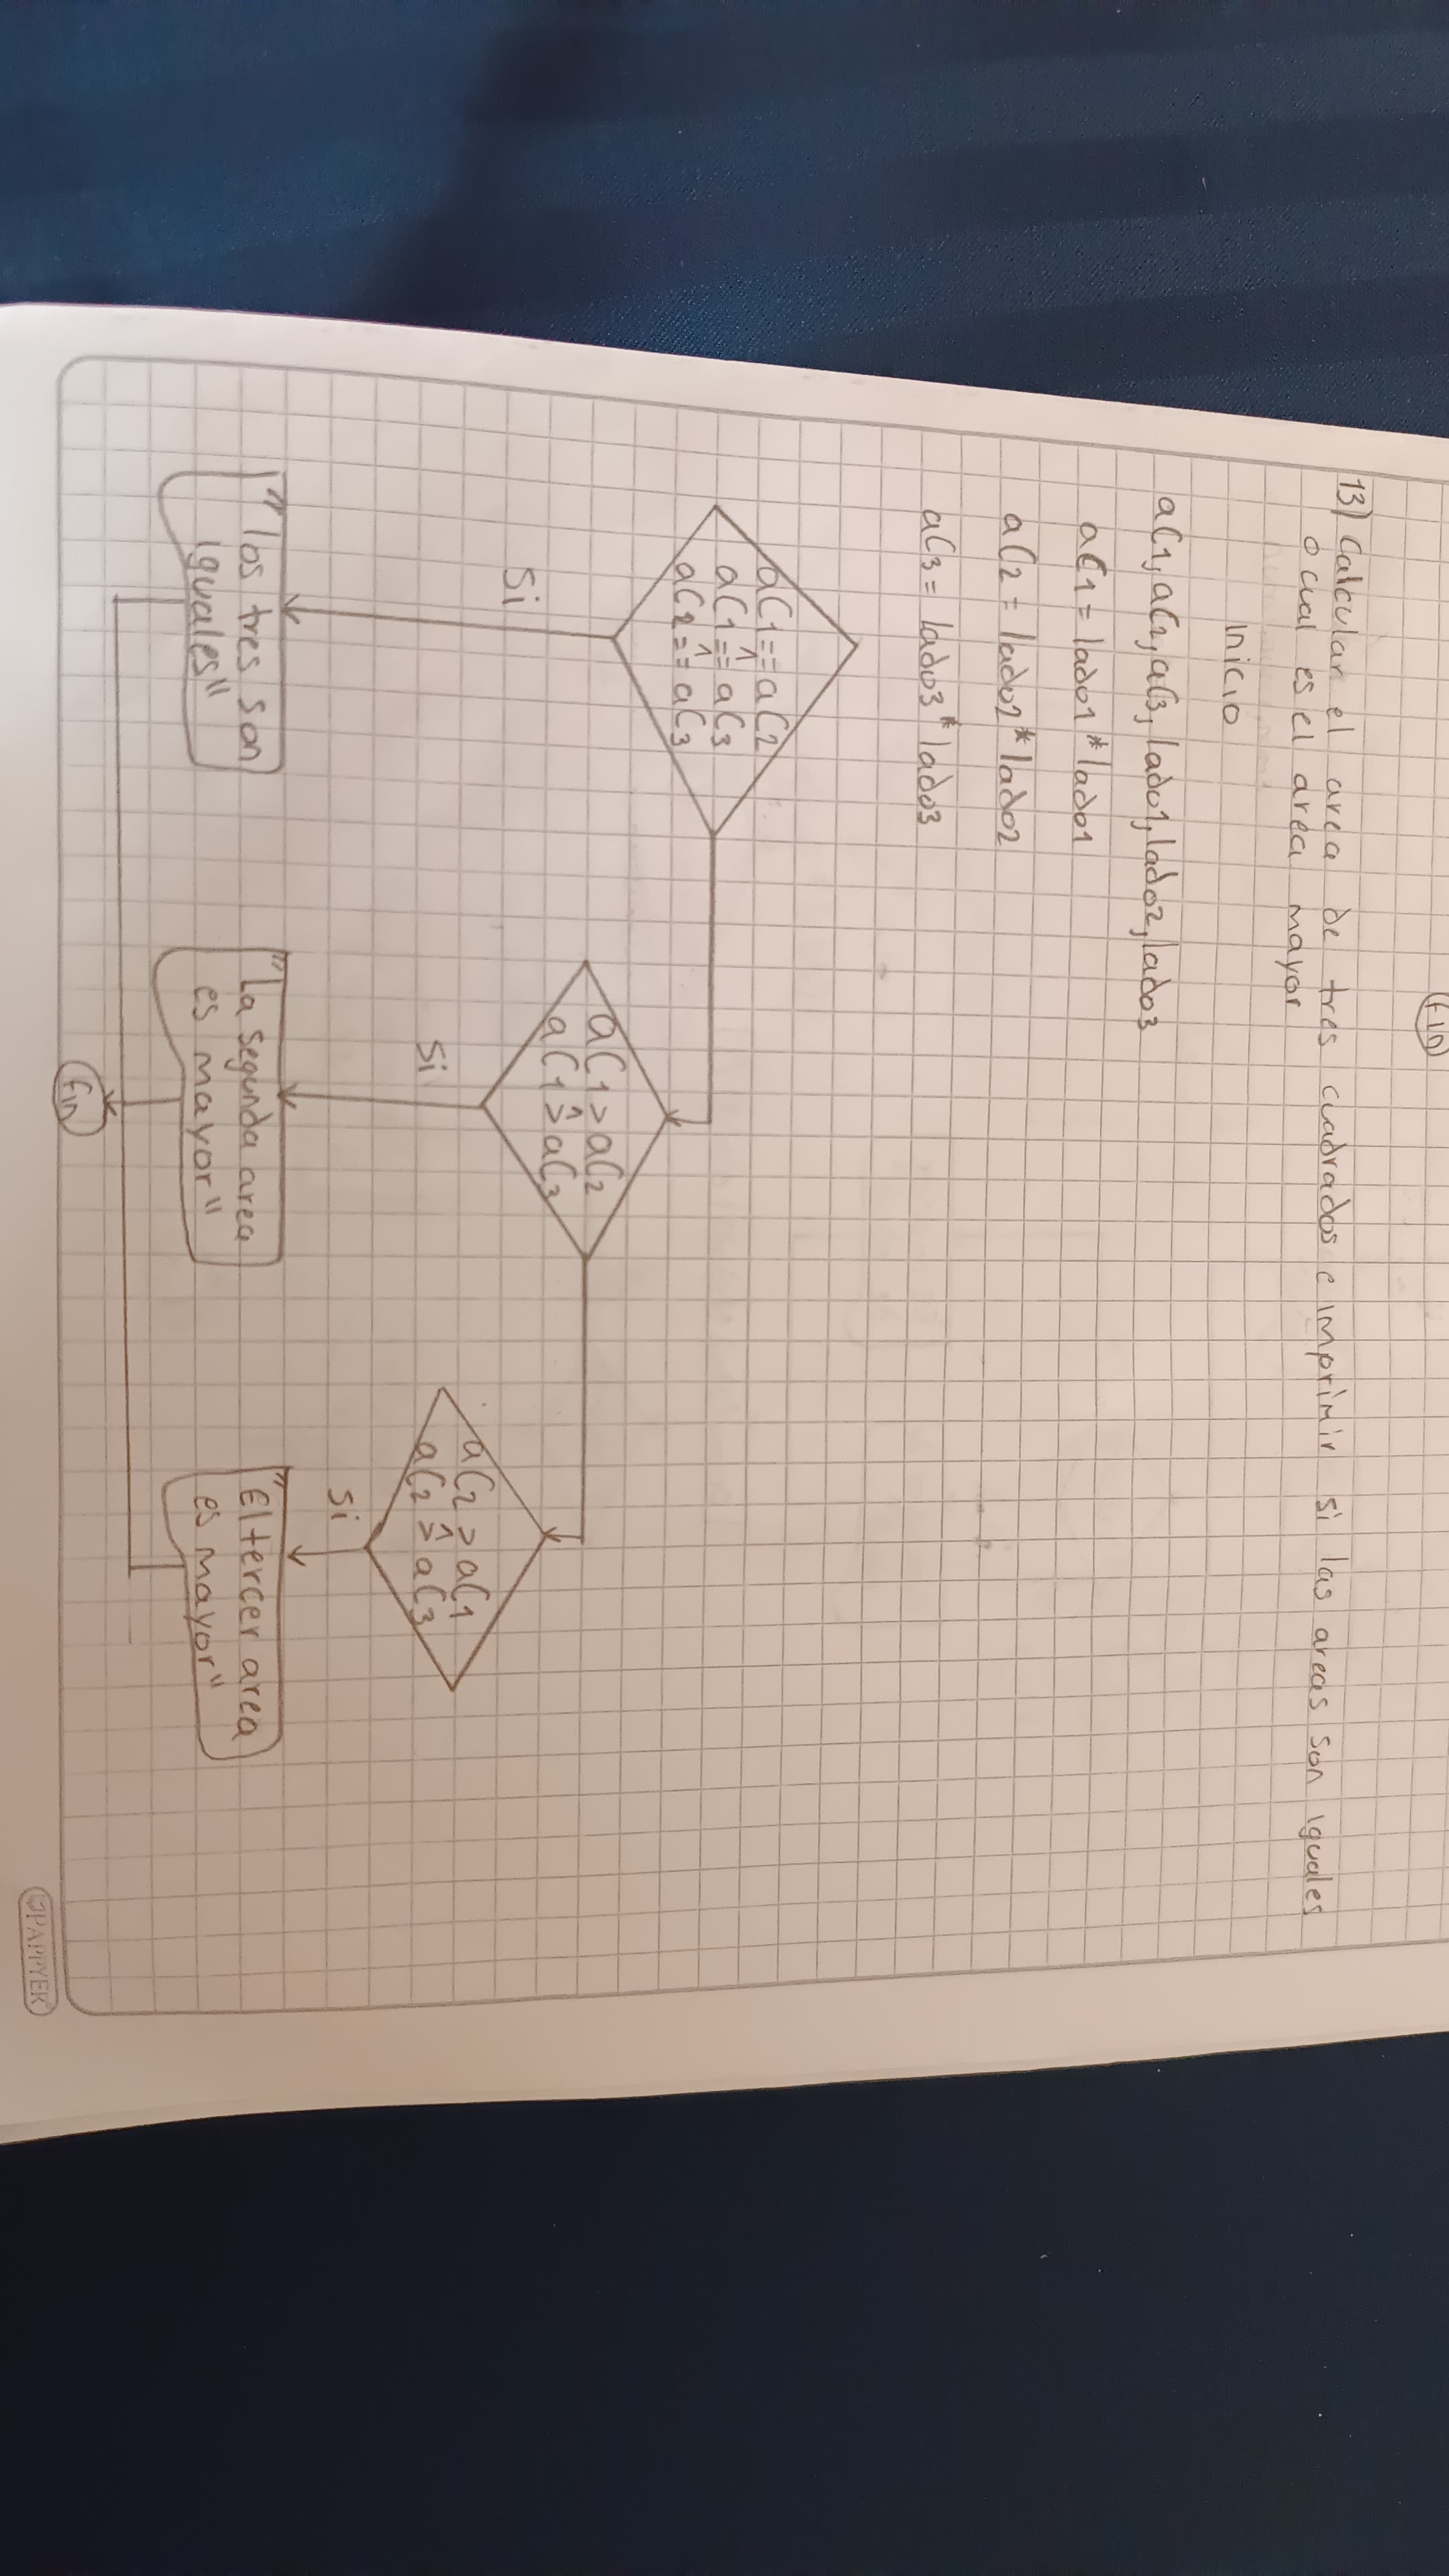 fin
13) Calcular el area de tres cuadrados e imprimir si las areas son iguales
o cual es el area mayor
Inicio
aC1, aC2, aC3, lado1, lado2, lado3
aC1 = lado1 * lado1
aC2 = lado2 * lado2
aC3 = lado3 * lado3
aC1 == aC2
^
aC1 == aC3
^
aC2 == aC3
Si
"los tres son
iguales"
aC1 > aC2
^
aC1 > aC3
Si
"La segunda area
es mayor"
aC2 > aC1
^
aC2 > aC3
Si
"El tercer area
es mayor"
fin
PAPPYER